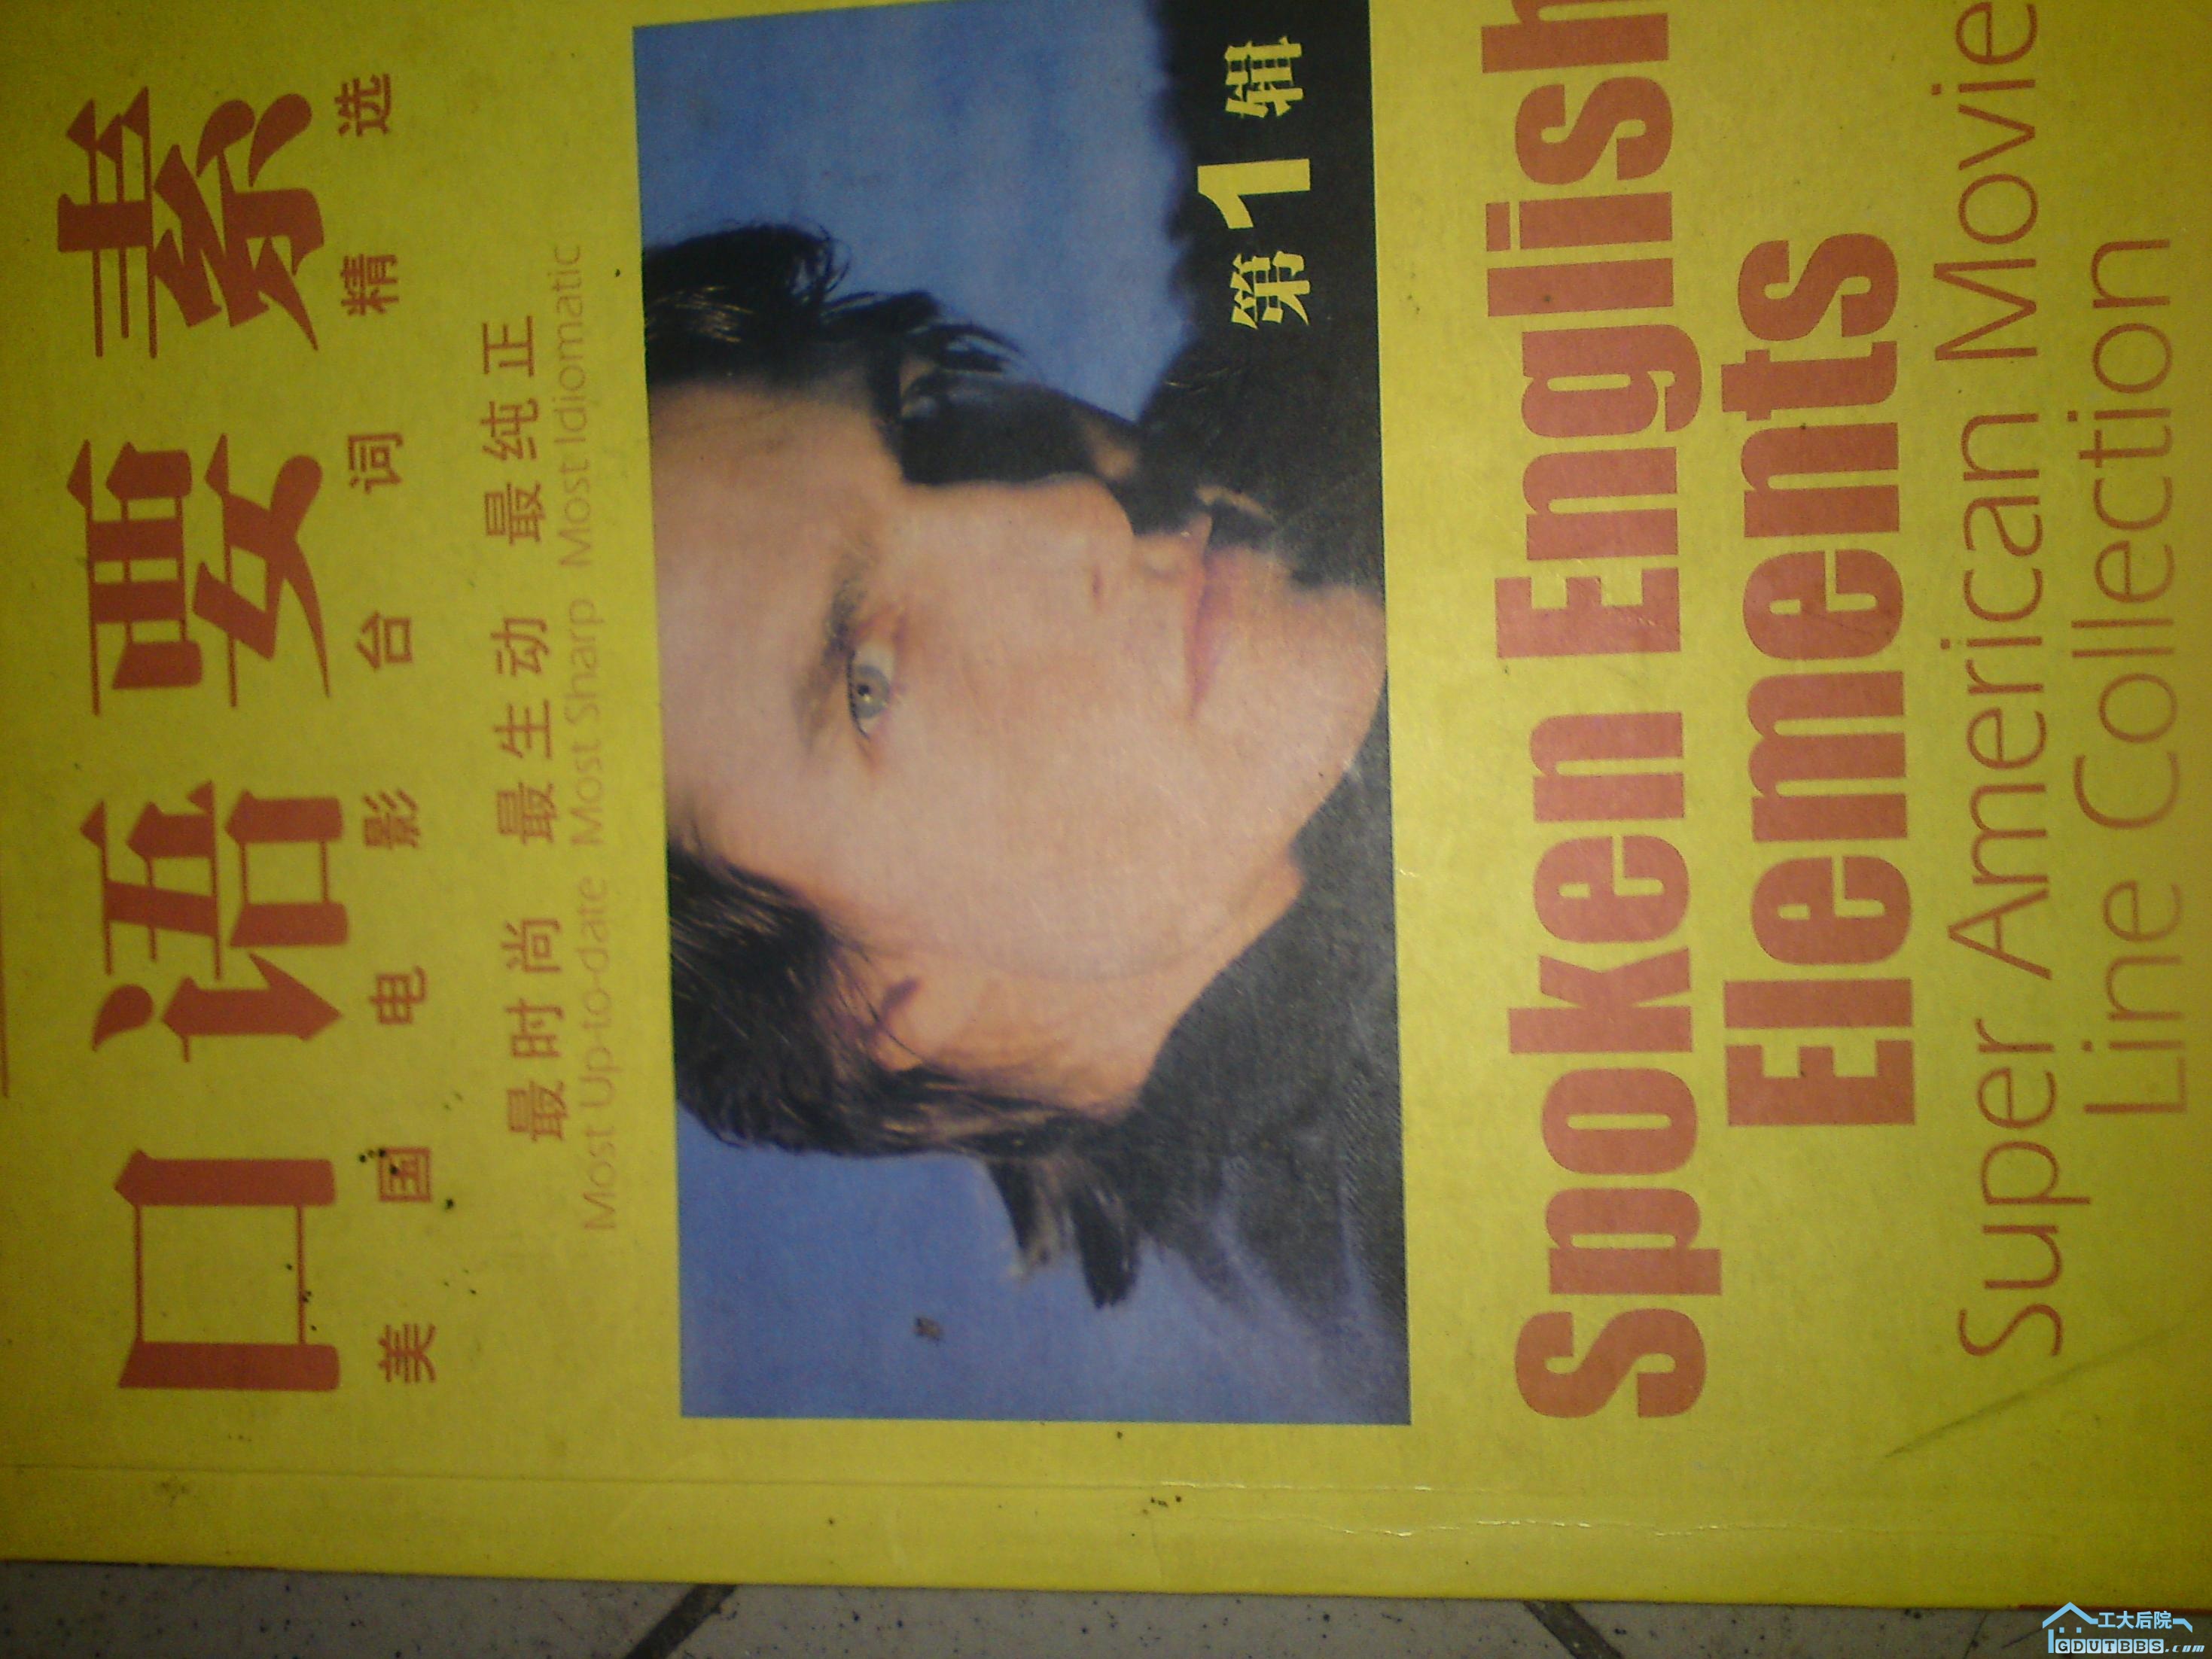 口语要素
美国电影台词精选
最时尚 最生动 最纯正
Most Up-to-date Most Sharp Most Idiomatic
第1辑
Spoken English
Elements
Super American Movie
Line Collection
工大后院
GDUTBBS.com